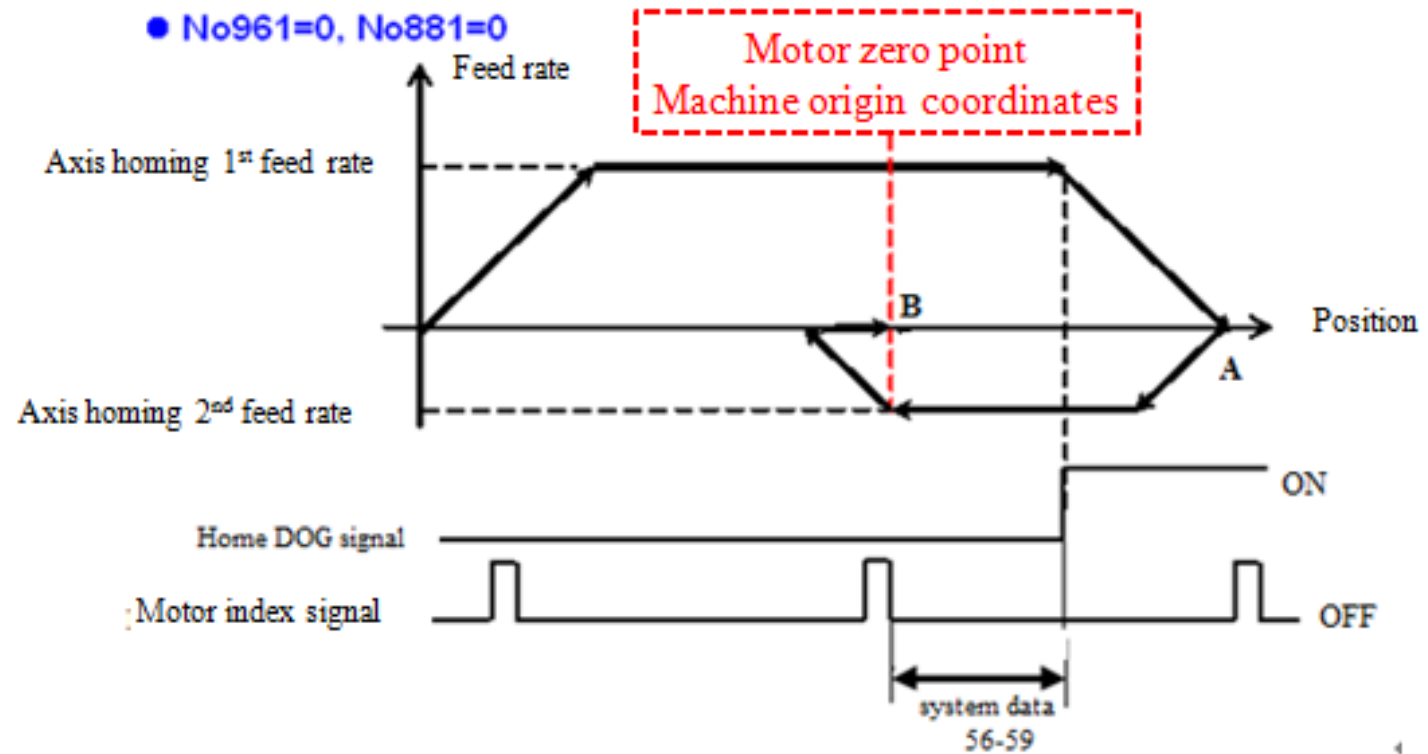 ● No961=0, No881=0
Motor zero point
Machine origin coordinates
Feed rate
Axis homing 1st feed rate
B
Position
A
Axis homing 2nd feed rate
ON
Home DOG signal
Motor index signal
OFF
system data
56-59